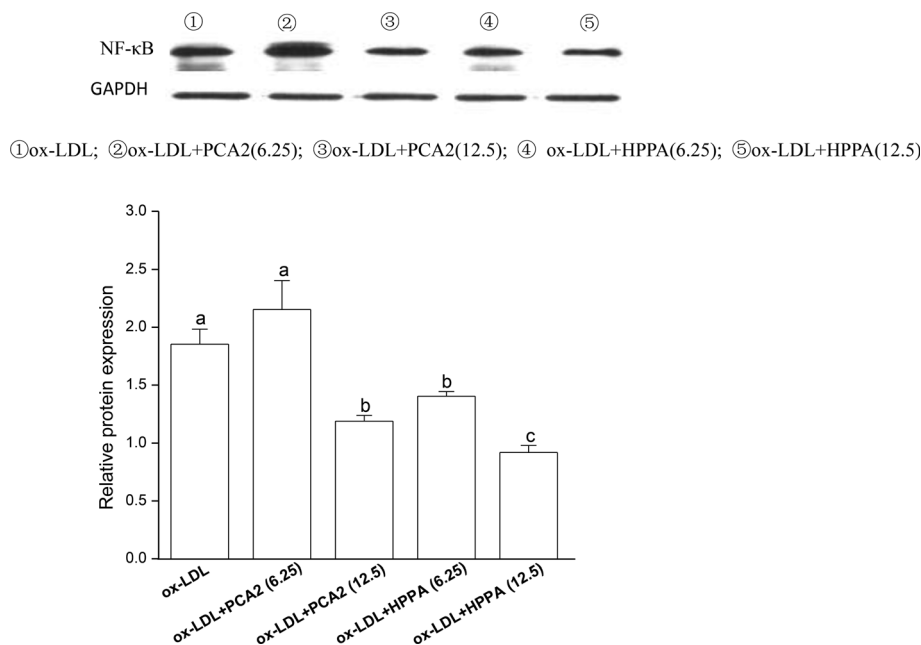 ① ② ③ ④ ⑤
NF-κB
GAPDH
①ox-LDL; ②ox-LDL+PCA2(6.25); ③ox-LDL+PCA2(12.5); ④ ox-LDL+HPPA(6.25); ⑤ox-LDL+HPPA(12.5)
Relative protein expression
3.0
2.5
2.0
1.5
1.0
0.5
0.0
a
a
b
b
c
ox-LDL
ox-LDL+PCA2 (6.25)
ox-LDL+PCA2 (12.5)
ox-LDL+HPPA (6.25)
ox-LDL+HPPA (12.5)